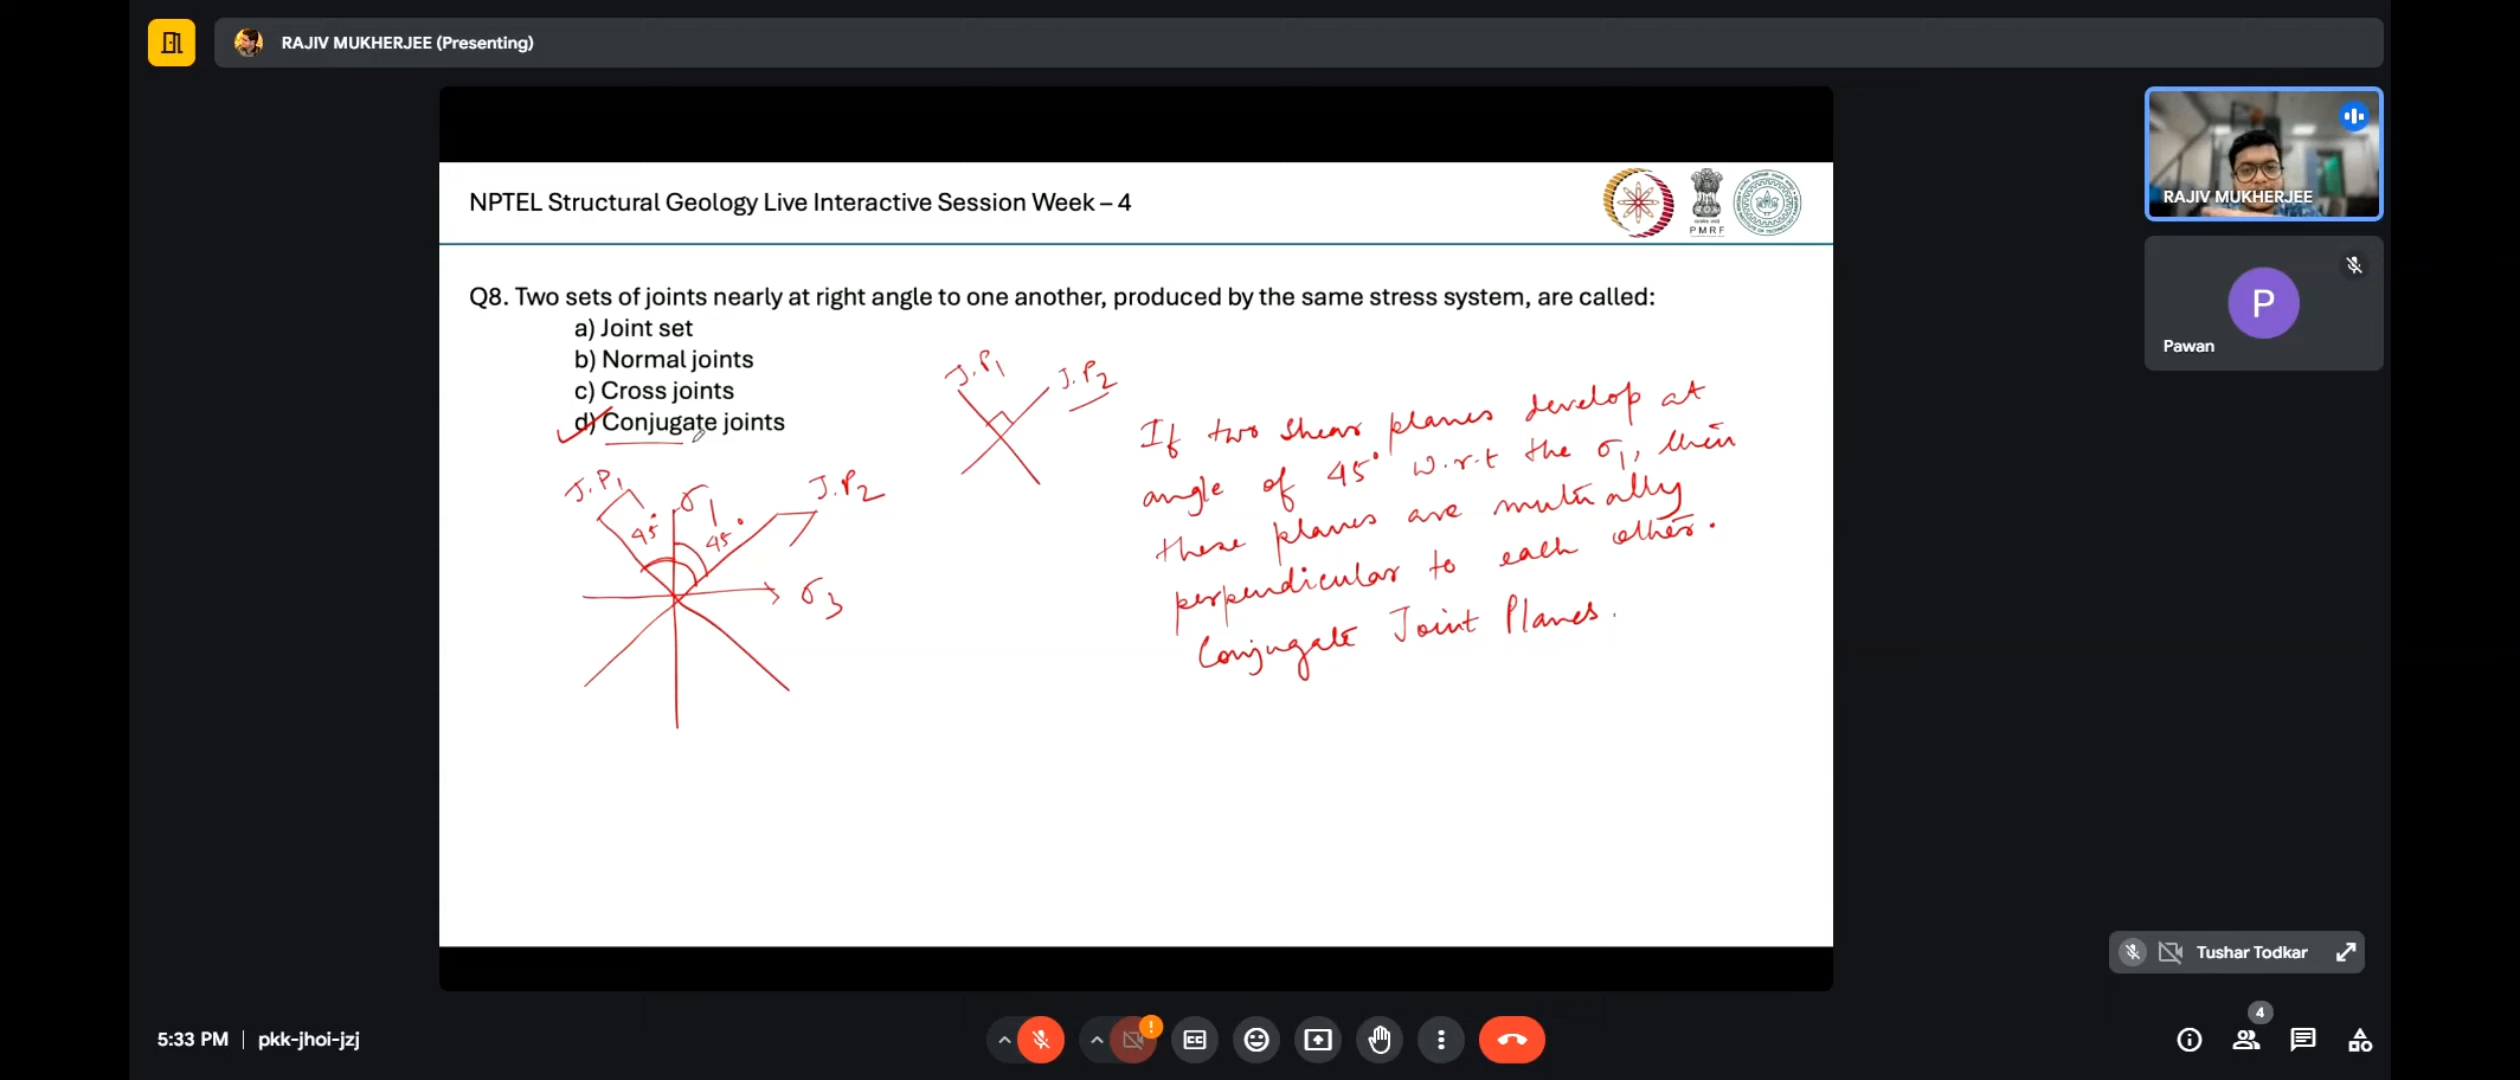 RAJIV MUKHERJEE (Presenting)
NPTEL Structural Geology Live Interactive Session Week – 4
PMRF
Q8. Two sets of joints nearly at right angle to one another, produced by the same stress system, are called:
a) Joint set
b) Normal joints
c) Cross joints
d) Conjugate joints
J.P1
J.P2
J.P1
σ1
J.P2
45°
45°
σ3
If two shear planes develop at
angle of 45° w.r.t the σ1, then
these planes are mutually
perpendicular to each other.
Conjugate Joint Planes.
RAJIV MUKHERJEE
P
Pawan
Tushar Todkar
5:33 PM | pkk-jhoi-jzj
!
CC
4